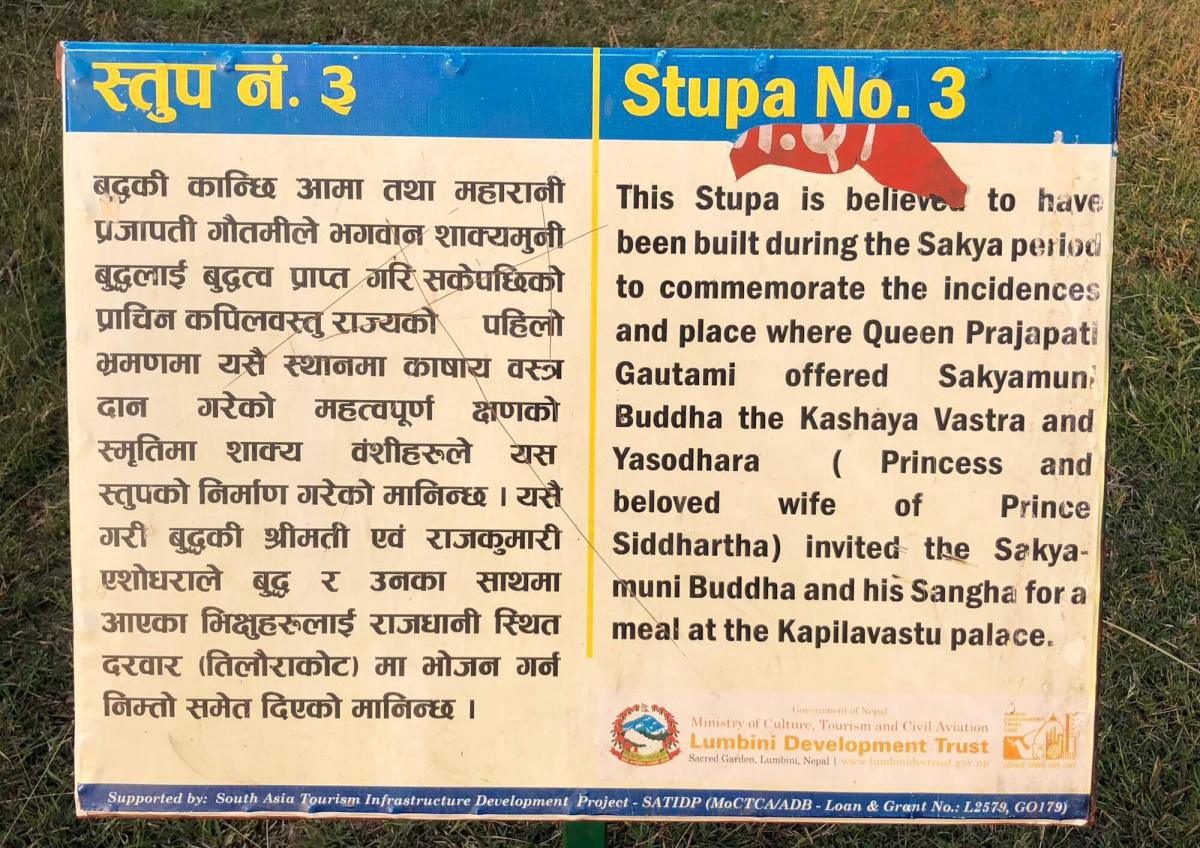 स्तुप नं. ३
बुद्धकी कान्छि आमा तथा महारानी
प्रजापती गौतमीले भगवान शाक्यमुनी
बुद्धलाई बुद्धत्व प्राप्त गरि सकेपछिको
प्राचिन कपिलवस्तु राज्यको पहिलो
भ्रमणमा यसै स्थानमा काषाय वस्त्र
दान गरेको महत्वपूर्ण क्षणको
स्मृतिमा शाक्य वंशीहरुले यस
स्तुपको निर्माण गरेको मानिन्छ । यसै
गरी बुद्धकी श्रीमती एवं राजकुमारी
एशोधराले बुद्ध र उनका साथमा
आएका भिक्षुहरुलाई राजधानी स्थित
दरवार (तिलौराकोट) मा भोजन गर्न
निम्तो समेत दिएको मानिन्छ ।
Stupa No. 3
This Stupa is believed to have
been built during the Sakya period
to commemorate the incidences
and place where Queen Prajapati
Gautami offered Sakyamuni
Buddha the Kashaya Vastra and
Yasodhara ( Princess and
beloved wife of Prince
Siddhartha) invited the Sakya-
muni Buddha and his Sangha for a
meal at the Kapilavastu palace.
Government of Nepal
Ministry of Culture, Tourism and Civil Aviation
Lumbini Development Trust
Sacred Garden, Lumbini, Nepal | www.lumbinidevtrust.gov.np
Supported by: South Asia Tourism Infrastructure Development Project - SATIDP (MoCTCA/ADB - Loan & Grant No.: L2579, GO179)